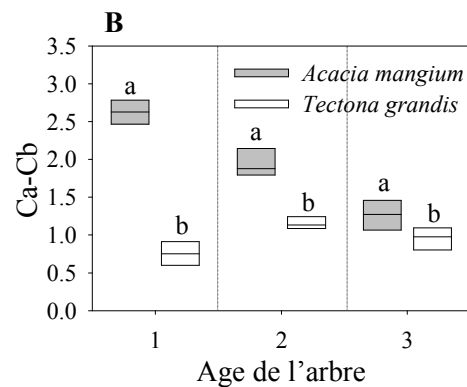 B
3.5
3.0
2.5
2.0
1.5
1.0
0.5
0.0
Ca-Cb
Acacia mangium
Tectona grandis
a
b
a
b
a
b
1 2 3
Age de l’arbre